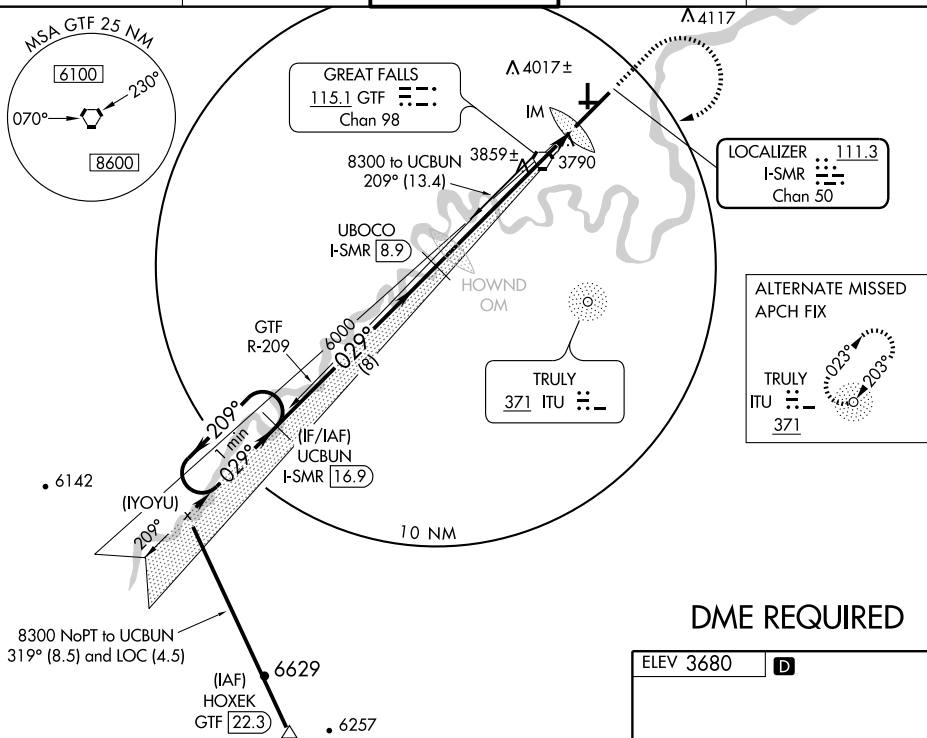 MSA GTF 25 NM
6100
230°
070°
8600
GREAT FALLS
115.1 GTF
Chan 98
4117
4017±
IM
3859±
3790
8300 to UCBUN
209° (13.4)
LOCALIZER 111.3
I-SMR
Chan 50
UBOCO
I-SMR 8.9
HOWND
OM
ALTERNATE MISSED
APCH FIX
TRULY
ITU
371
023°
203°
GTF
R-209
6000
029°
(8)
TRULY
371 ITU
209°
1 min
029°
(IF/IAF)
UCBUN
I-SMR 16.9
6142
(IYOYU)
209°
10 NM
8300 NoPT to UCBUN
319° (8.5) and LOC (4.5)
6629
(IAF)
HOXEK
GTF 22.3
6257
DME REQUIRED
ELEV 3680 D